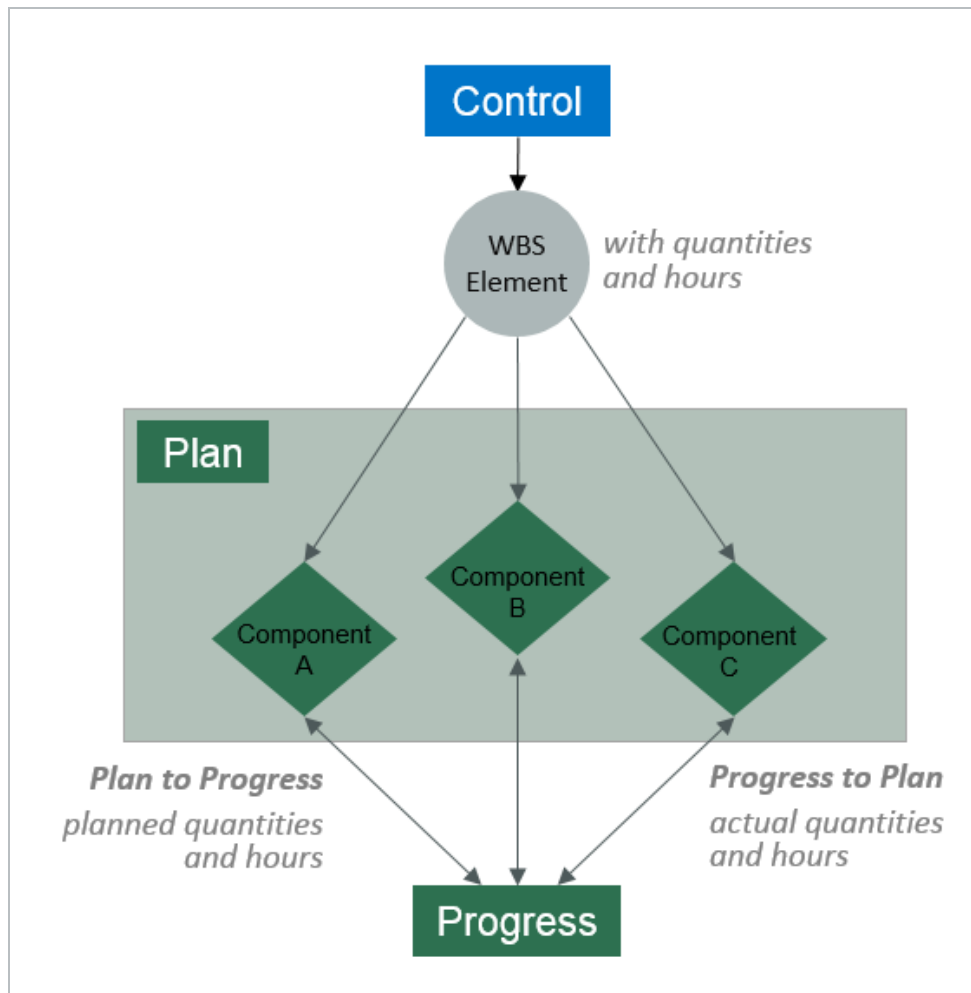 Control
WBS
Element
with quantities
and hours
Plan
Component
A
Component
B
Component
C
Plan to Progress
planned quantities
and hours
Progress to Plan
actual quantities
and hours
Progress